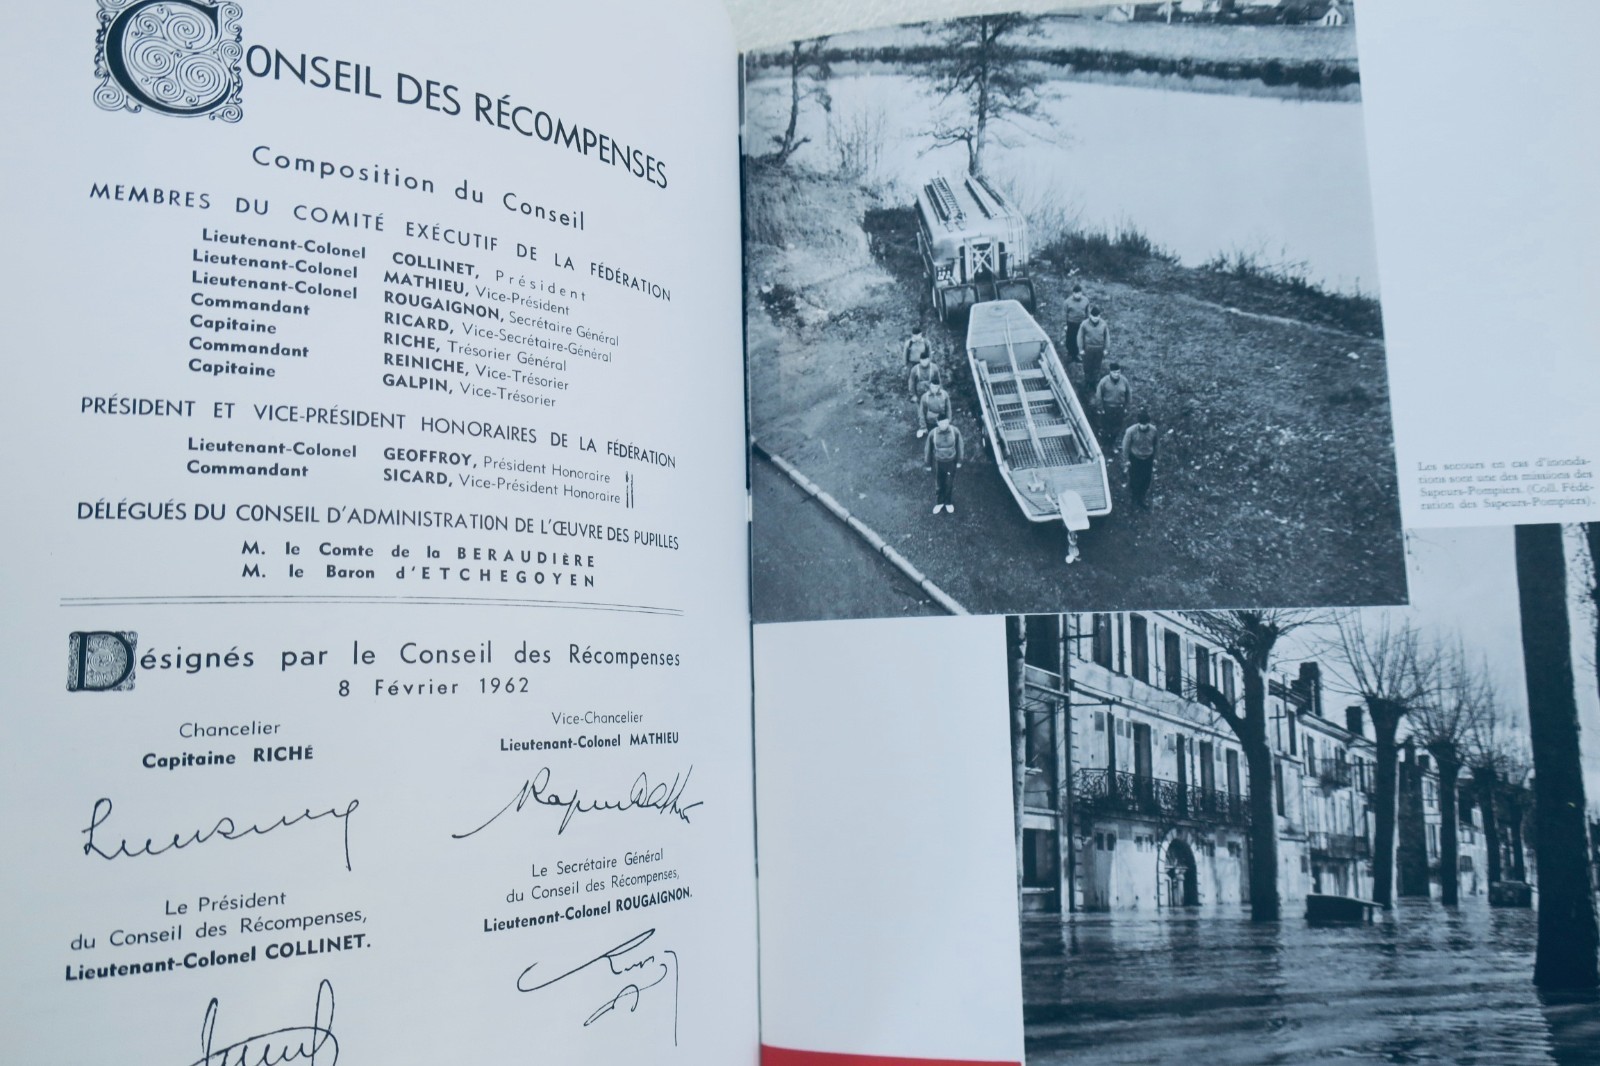 CONSEIL DES RÉCOMPENSES
Composition du Conseil
MEMBRES DU COMITÉ EXÉCUTIF DE LA FÉDÉRATION
Lieutenant-Colonel COLLINET, Président
Lieutenant-Colonel MATHIEU, Vice-Président
Lieutenant-Colonel ROUGAIGNON, Secrétaire Général
Commandant RICARD, Vice-Secrétaire-Général
Capitaine RICHE, Trésorier Général
Commandant REINICHE, Vice-Trésorier
Capitaine GALPIN, Vice-Trésorier
PRÉSIDENT ET VICE-PRÉSIDENT HONORAIRES DE LA FÉDÉRATION
Lieutenant-Colonel GEOFFROY, Président Honoraire
Commandant SICARD, Vice-Président Honoraire
DÉLÉGUÉS DU CONSEIL D'ADMINISTRATION DE L'ŒUVRE DES PUPILLES
M. le Comte de la BERAUDIÈRE
M. le Baron d'ETCHEGOYEN
Désignés par le Conseil des Récompenses
8 Février 1962
Chancelier
Capitaine RICHÉ
Vice-Chancelier
Lieutenant-Colonel MATHIEU
Le Président
du Conseil des Récompenses,
Lieutenant-Colonel COLLINET.
Le Secrétaire Général
du Conseil des Récompenses,
Lieutenant-Colonel ROUGAIGNON.
Les secours en cas d'inonda-
tions sont une des missions des
Sapeurs-Pompiers. (Coll. Fédé-
ration des Sapeurs-Pompiers).